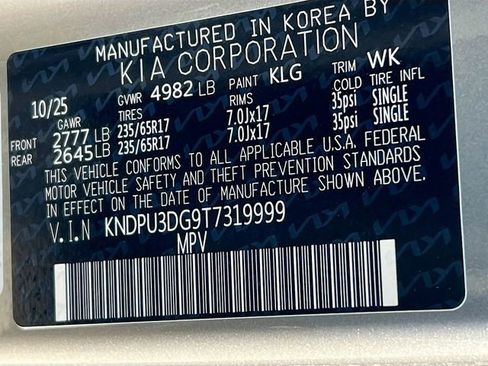 MANUFACTURED IN KOREA BY
KIA CORPORATION
10/25 GVWR 4982 LB PAINT KLG TRIM WK
GAWR TIRES RIMS COLD TIRE INFL
FRONT 2777 LB 235/65R17 7.0Jx17 35psi SINGLE
REAR 2645 LB 235/65R17 7.0Jx17 35psi SINGLE
THIS VEHICLE CONFORMS TO ALL APPLICABLE U.S.A. FEDERAL
MOTOR VEHICLE SAFETY AND THEFT PREVENTION STANDARDS
IN EFFECT ON THE DATE OF MANUFACTURE SHOWN ABOVE.
V.I.N KNDPU3DG9T7319999
MPV